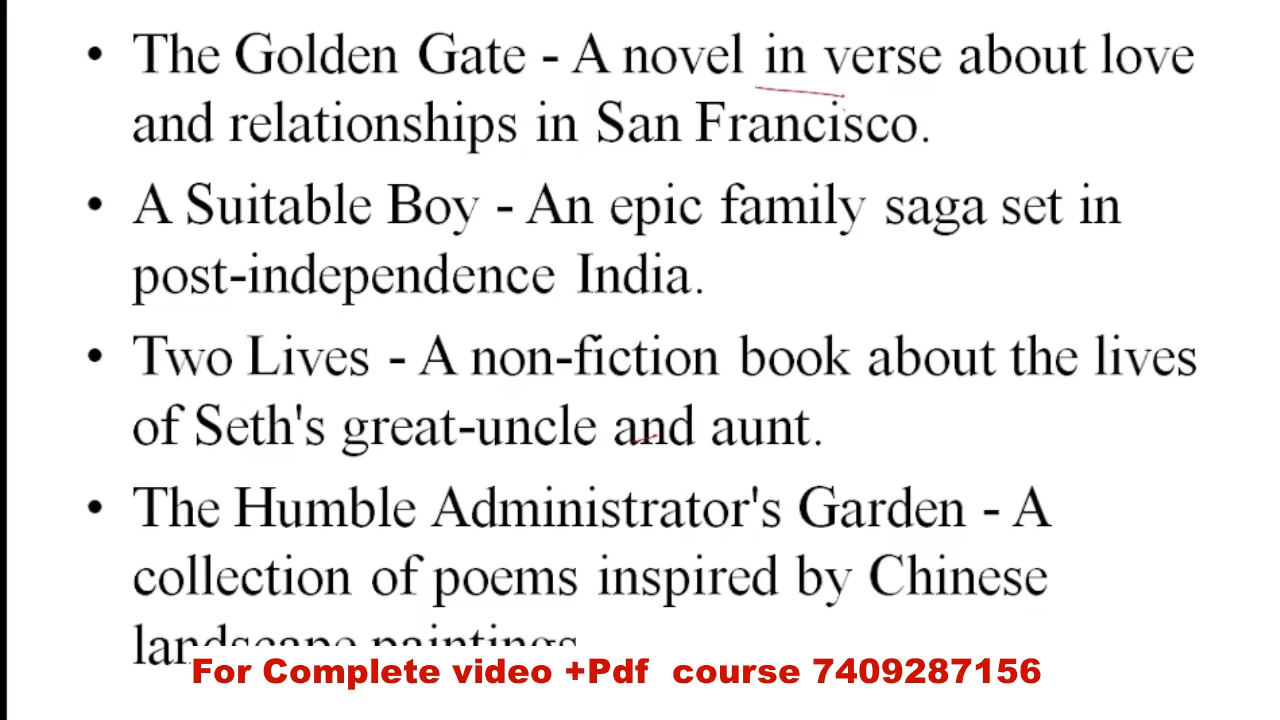 • The Golden Gate - A novel in verse about love
and relationships in San Francisco.
• A Suitable Boy - An epic family saga set in
post-independence India.
• Two Lives - A non-fiction book about the lives
of Seth's great-uncle and aunt.
• The Humble Administrator's Garden - A
collection of poems inspired by Chinese
landscape paintings.
For Complete video +Pdf course 7409287156